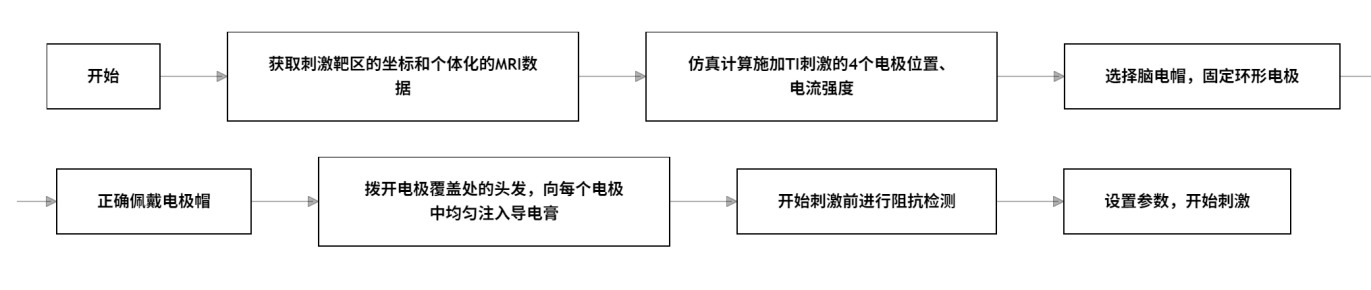 开始
获取刺激靶区的坐标和个体化的MRI数
据
仿真计算施加TI刺激的4个电极位置、
电流强度
选择脑电帽，固定环形电极
正确佩戴电极帽
拨开电极覆盖处的头发，向每个电极
中均匀注入导电膏
开始刺激前进行阻抗检测
设置参数，开始刺激